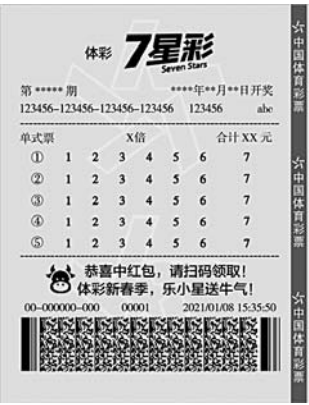 体彩 7星彩
Seven Stars
第 ***** 期 ****年**月**日开奖
123456-123456-123456-123456 123456 abc
单式票 X倍 合计 XX 元
① 1 2 3 4 5 6 7
② 1 2 3 4 5 6 7
③ 1 2 3 4 5 6 7
④ 1 2 3 4 5 6 7
⑤ 1 2 3 4 5 6 7
恭喜中红包，请扫码领取！
体彩新春季，乐小星送牛气！
00-000000-000 00001 2021/01/08 15:35:50
中国体育彩票
中国体育彩票
中国体育彩票